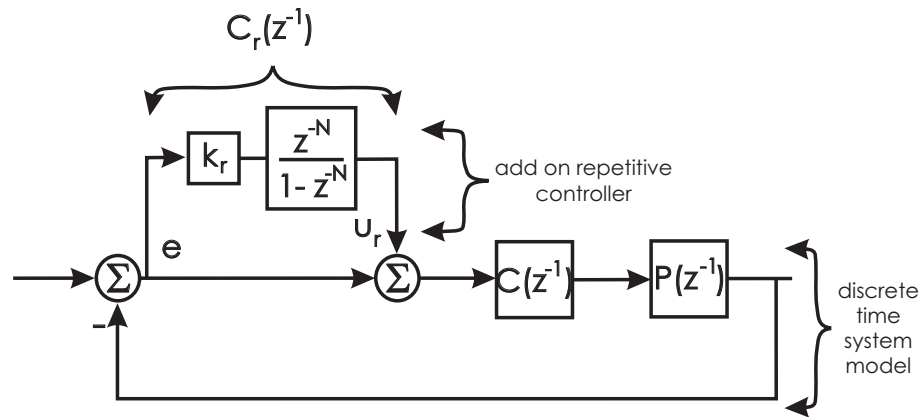 C_r(z^{-1})
k_r
z^{-N}
1 - z^{-N}
add on repetitive
controller
u_r
e
Σ
Σ
C(z^{-1})
P(z^{-1})
-
discrete
time
system
model